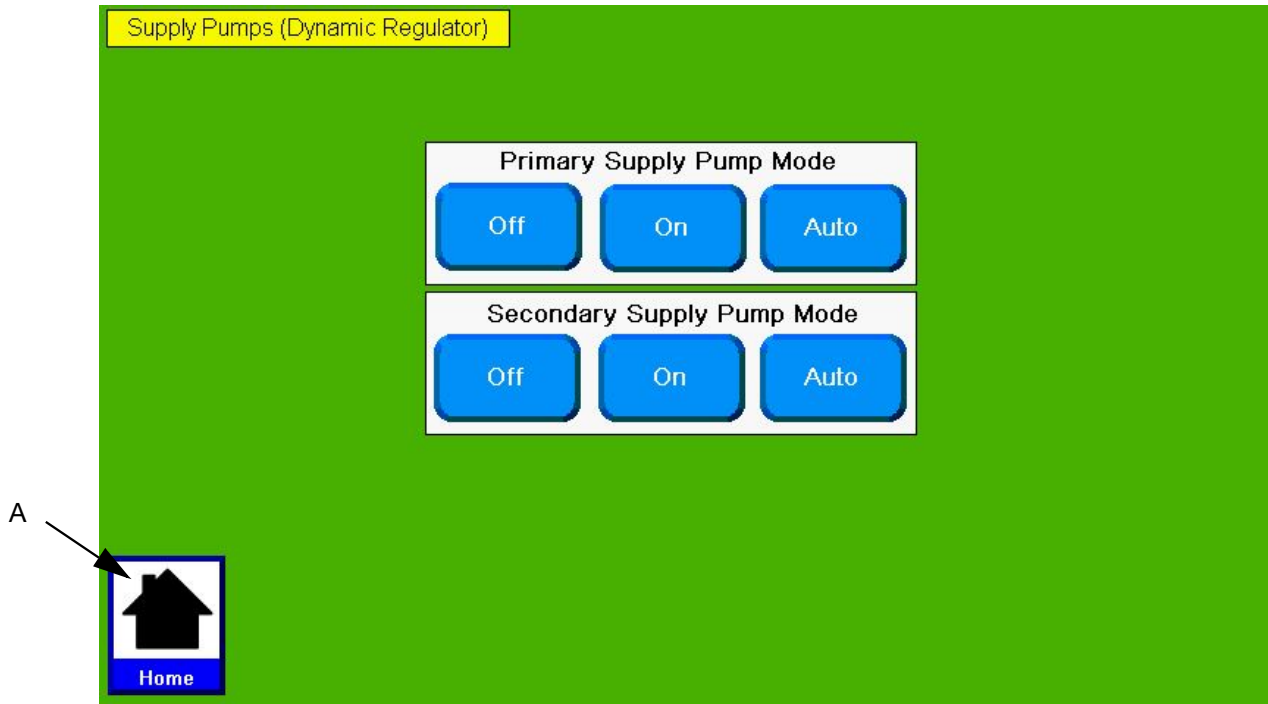 Supply Pumps (Dynamic Regulator)
Primary Supply Pump Mode
Off On Auto
Secondary Supply Pump Mode
Off On Auto
A
Home